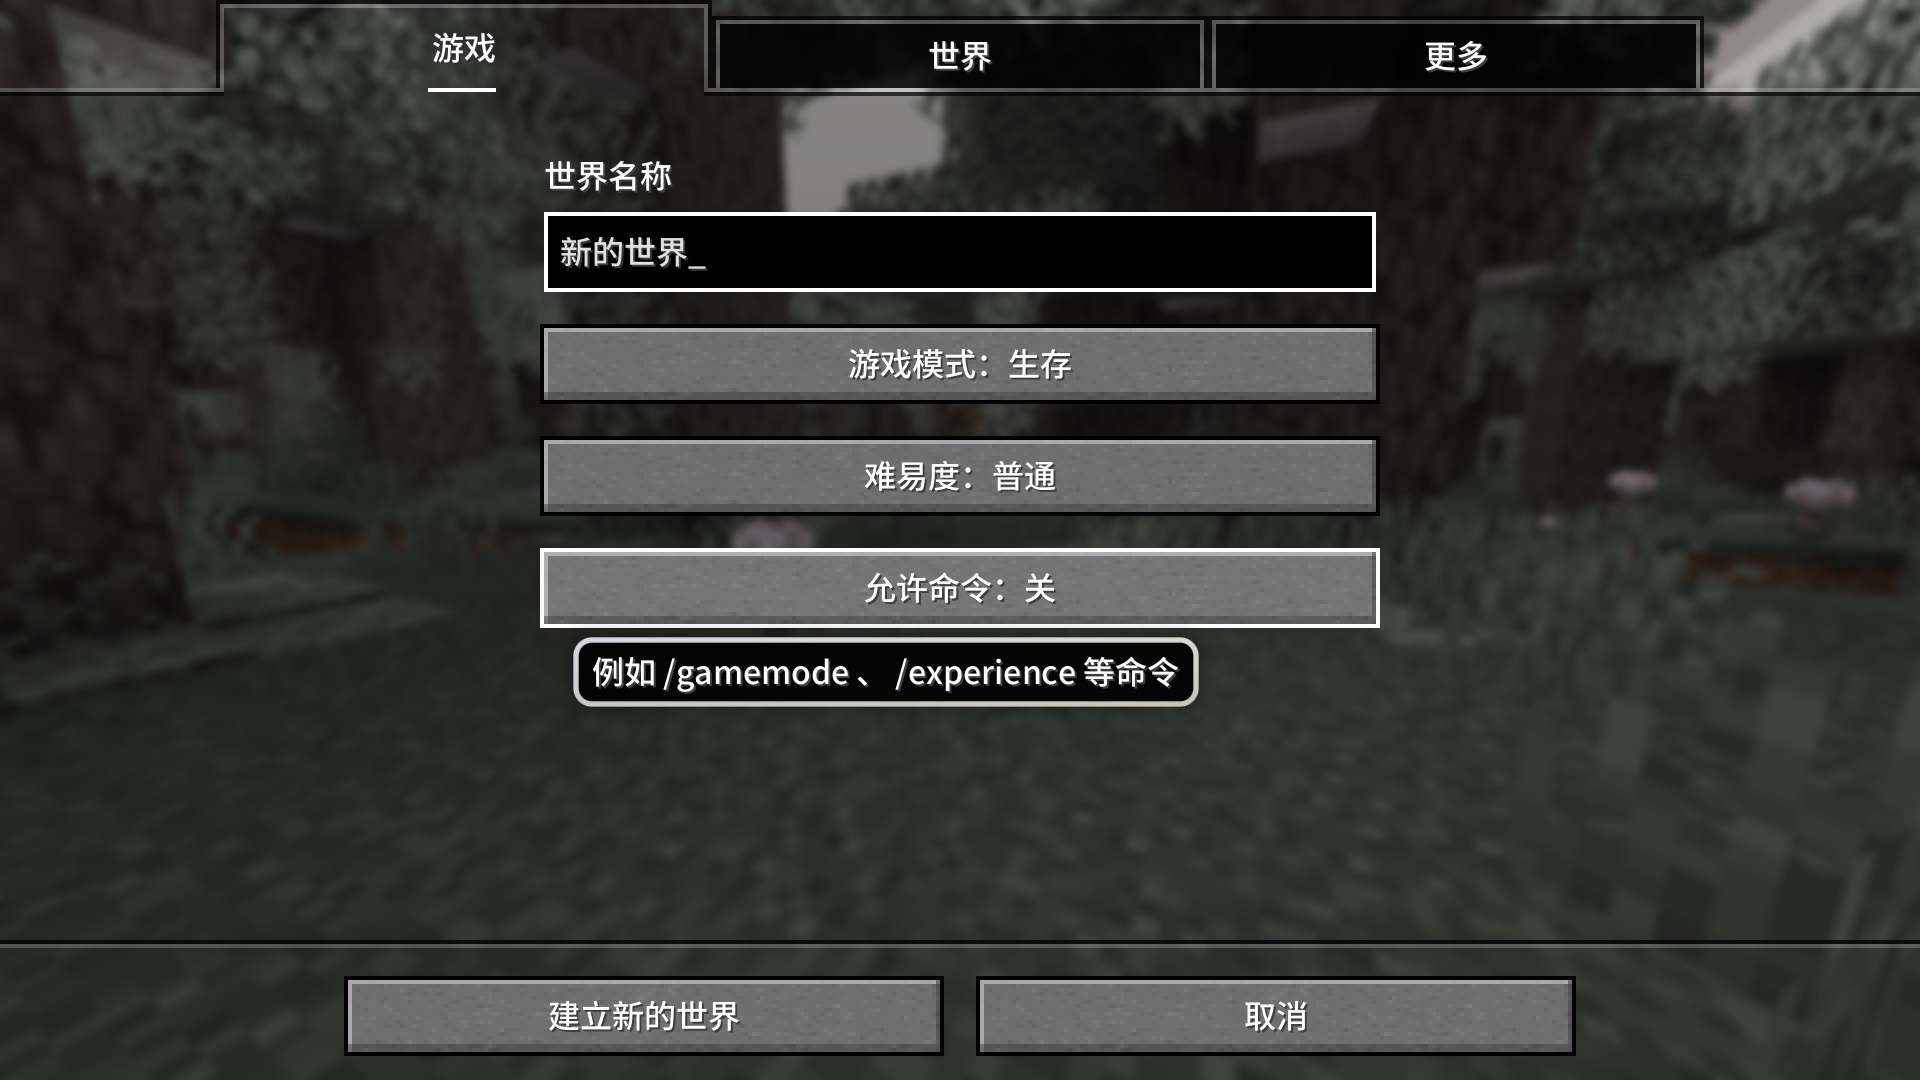 游戏
世界
更多
世界名称
新的世界_
游戏模式：生存
难易度：普通
允许命令：关
例如 /gamemode 、 /experience 等命令
建立新的世界
取消